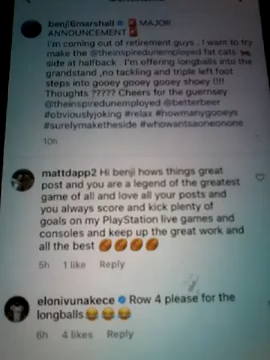 benji6marshall 🚨 MAJOR
ANNOUNCEMENT 🚨
I'm coming out of retirement guys.. I want to try
make the @theinspiredunemployed fat cats
side at halfback . I'm offering longballs into the
grandstand ,no tackling and triple left foot
steps into gooey gooey gooey shoey !!!!
Thoughts ????? Cheers for the guernsey
@theinspiredunemployed @betterbeer
#obviouslyjoking #relax #howmanygooeys
#surelymaketheside #whowantsaoneonone
10h
mattdapp2 Hi benji hows things great
post and you are a legend of the greatest
game of all and love all your posts and
you always score and kick plenty of
goals on my PlayStation live games and
consoles and keep up the great work and
all the best 🏉🏉🏉🏉
5h 1 like Reply
elonivunakece Row 4 please for the
longballs😂😂😂
6h 4 likes Reply